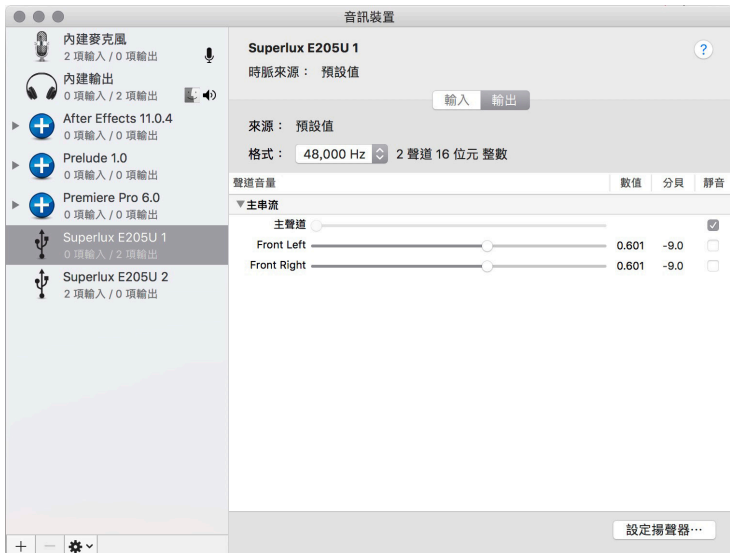 音訊裝置
內建麥克風
2 項輸入 / 0 項輸出
內建輸出
0 項輸入 / 2 項輸出
After Effects 11.0.4
0 項輸入 / 0 項輸出
Prelude 1.0
0 項輸入 / 0 項輸出
Premiere Pro 6.0
0 項輸入 / 0 項輸出
Superlux E205U 1
0 項輸入 / 2 項輸出
Superlux E205U 2
2 項輸入 / 0 項輸出
Superlux E205U 1
?
時脈來源： 預設值
輸入 輸出
來源： 預設值
格式： 48,000 Hz 2 聲道 16 位元 整數
聲道音量 數值 分貝 靜音
▼主串流
主聲道
Front Left 0.601 -9.0
Front Right 0.601 -9.0
設定揚聲器⋯